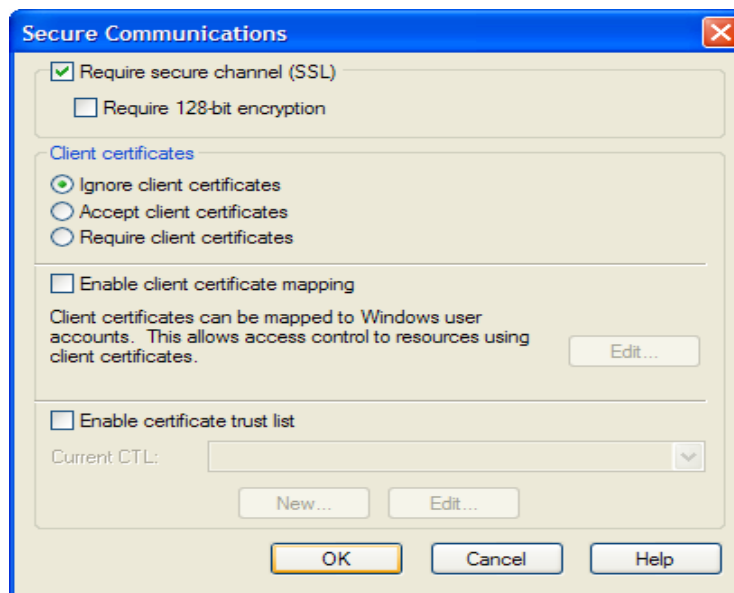 Secure Communications
Require secure channel (SSL)
Require 128-bit encryption
Client certificates
Ignore client certificates
Accept client certificates
Require client certificates
Enable client certificate mapping
Client certificates can be mapped to Windows user
accounts.  This allows access control to resources using
client certificates.
Edit...
Enable certificate trust list
Current CTL:
New... Edit...
OK Cancel Help